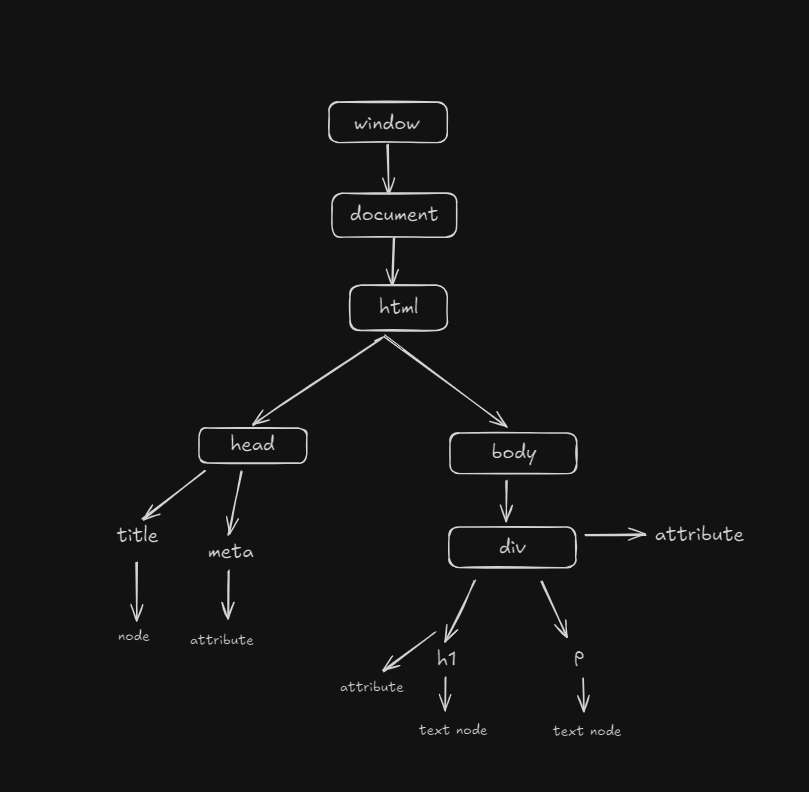 window
document
html
head
body
title
meta
div
attribute
node
attribute
h1
p
attribute
text node
text node